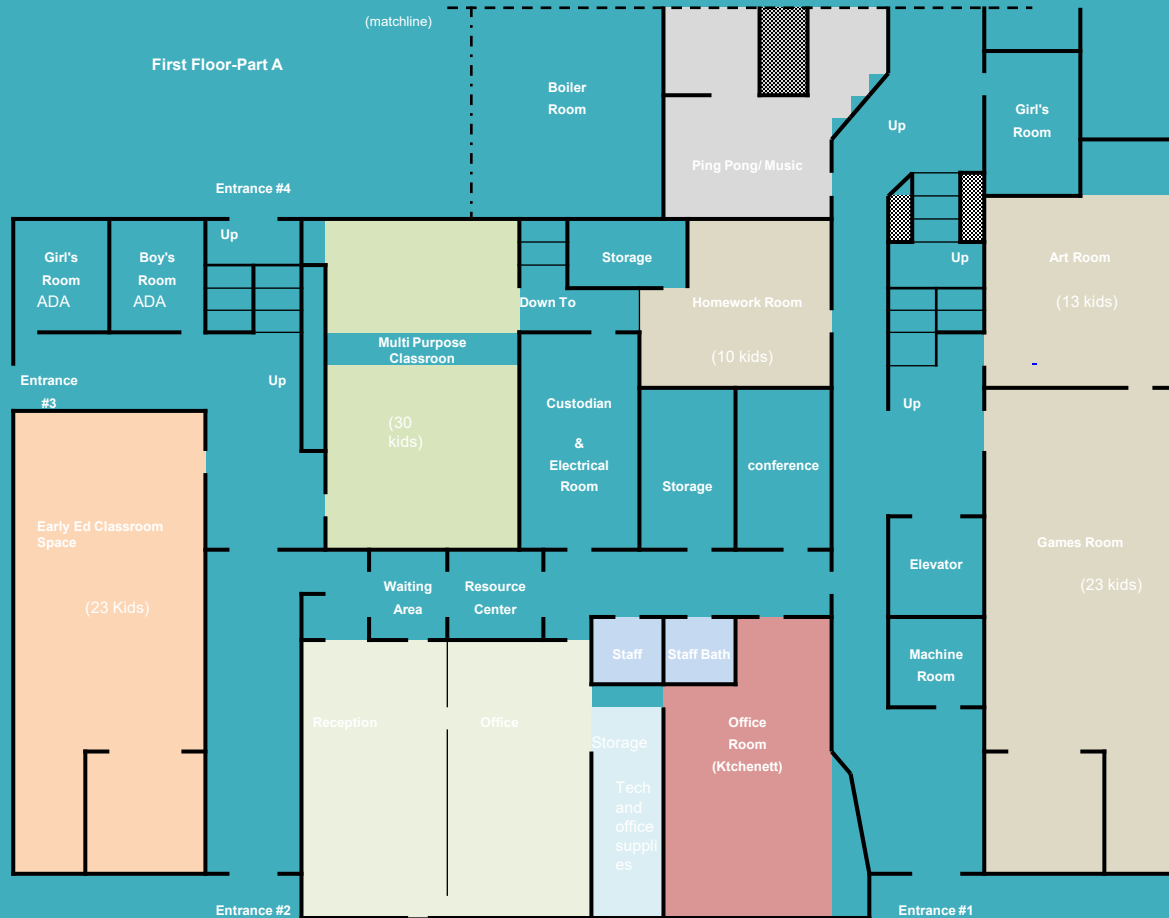 (matchline)
First Floor-Part A
Boiler
Room
Girl's
Room
Up
Ping Pong/ Music
Entrance #4
Up
Girl's
Room
ADA
Boy's
Room
ADA
Storage
Up
Art Room
(13 kids)
Down To
Homework Room
(10 kids)
Multi Purpose
Classroon
Entrance
#3
Up
Custodian
&
Electrical
Room
Up
(30
kids)
Storage
conference
Early Ed Classroom
Space
(23 Kids)
Games Room
(23 kids)
Elevator
Waiting
Area
Resource
Center
Staff
Staff Bath
Machine
Room
Reception
Office
Storage
Tech
and
office
suppli
es
Office
Room
(Ktchenett)
Entrance #2
Entrance #1